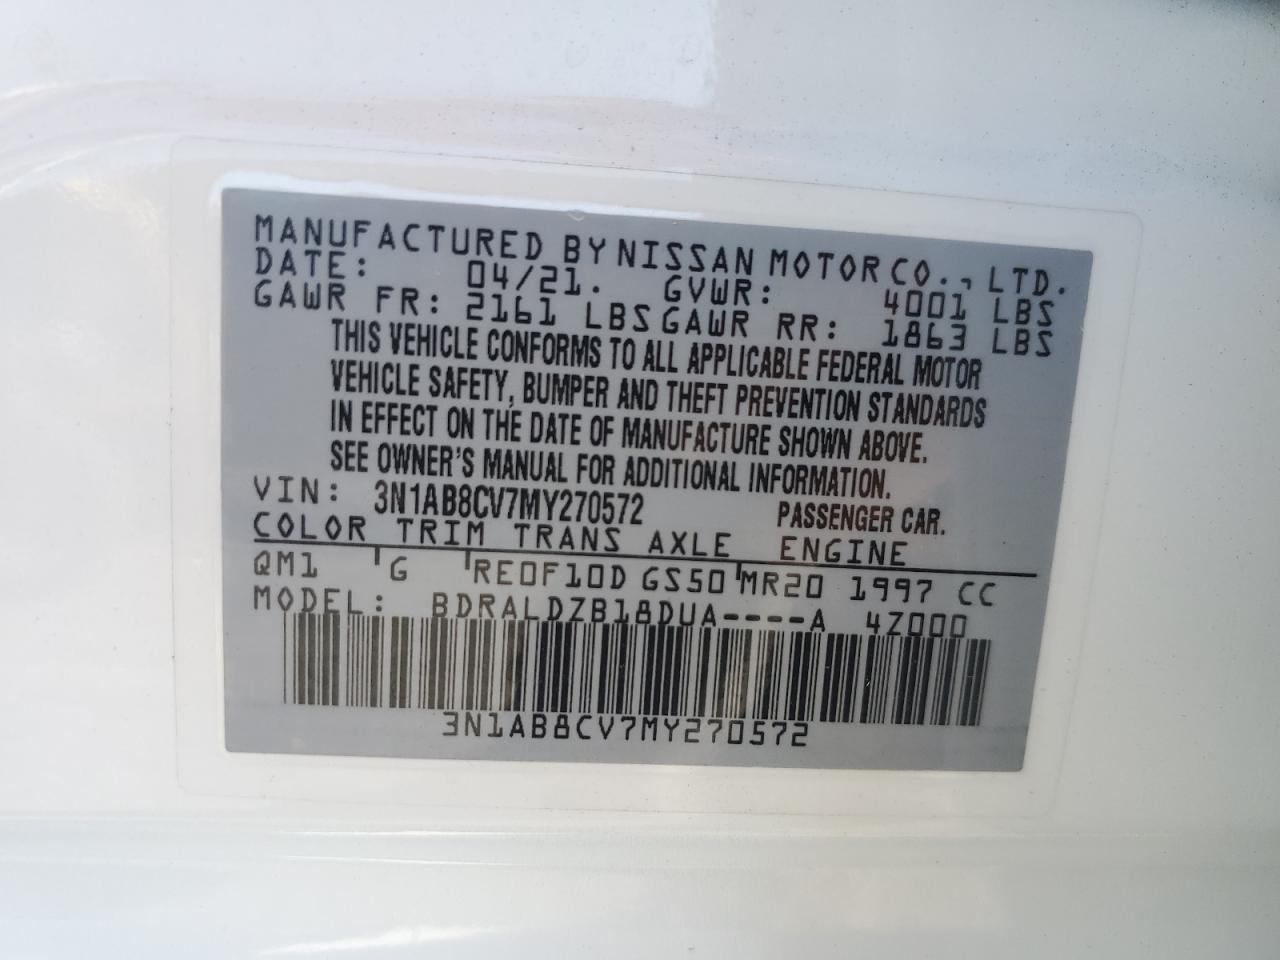 MANUFACTURED BY NISSAN MOTOR CO., LTD.
DATE: 04/21. GVWR: 4001 LBS
GAWR FR: 2161 LBS GAWR RR: 1863 LBS
THIS VEHICLE CONFORMS TO ALL APPLICABLE FEDERAL MOTOR
VEHICLE SAFETY, BUMPER AND THEFT PREVENTION STANDARDS
IN EFFECT ON THE DATE OF MANUFACTURE SHOWN ABOVE.
SEE OWNER'S MANUAL FOR ADDITIONAL INFORMATION.
VIN: 3N1AB8CV7MY270572 PASSENGER CAR.
COLOR TRIM TRANS AXLE ENGINE
QM1 G RE0F10D GS50 MR20 1997 CC
MODEL: BDRALDZB18DUA----A 4Z000
3N1AB8CV7MY270572